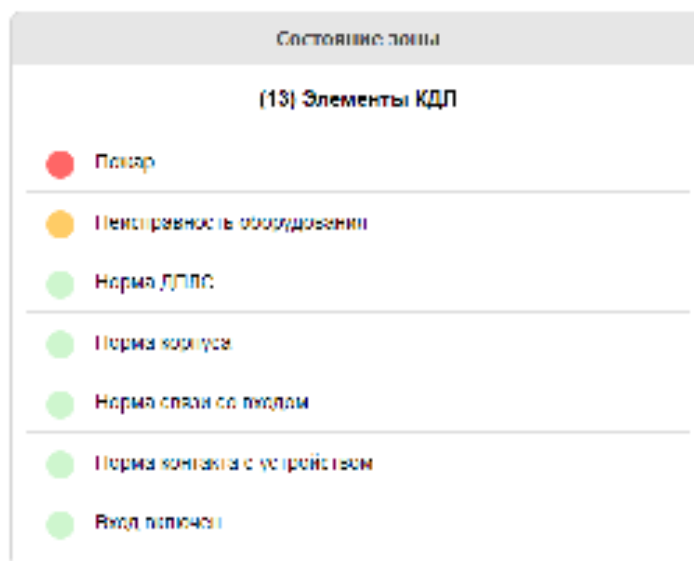 Состояние зоны
(13) Элементы КДЛ
Пожар
Неисправность оборудования
Норма ДПЛС
Норма корпуса
Норма связи со входом
Норма контакта с устройством
Вход включен